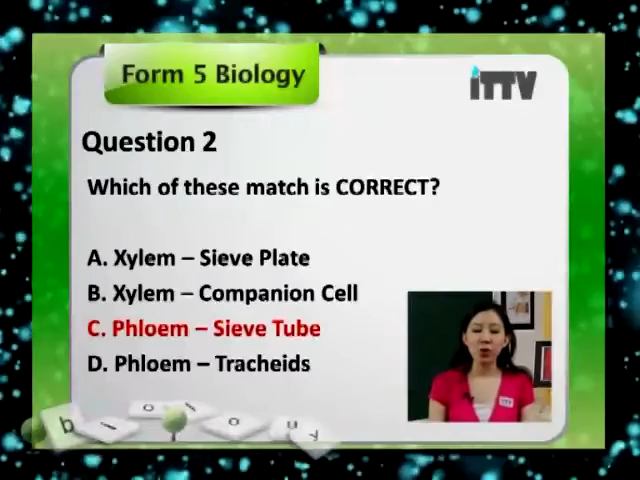 Form 5 Biology
iTTV
Question 2
Which of these match is CORRECT?
A. Xylem – Sieve Plate
B. Xylem – Companion Cell
C. Phloem – Sieve Tube
D. Phloem – Tracheids